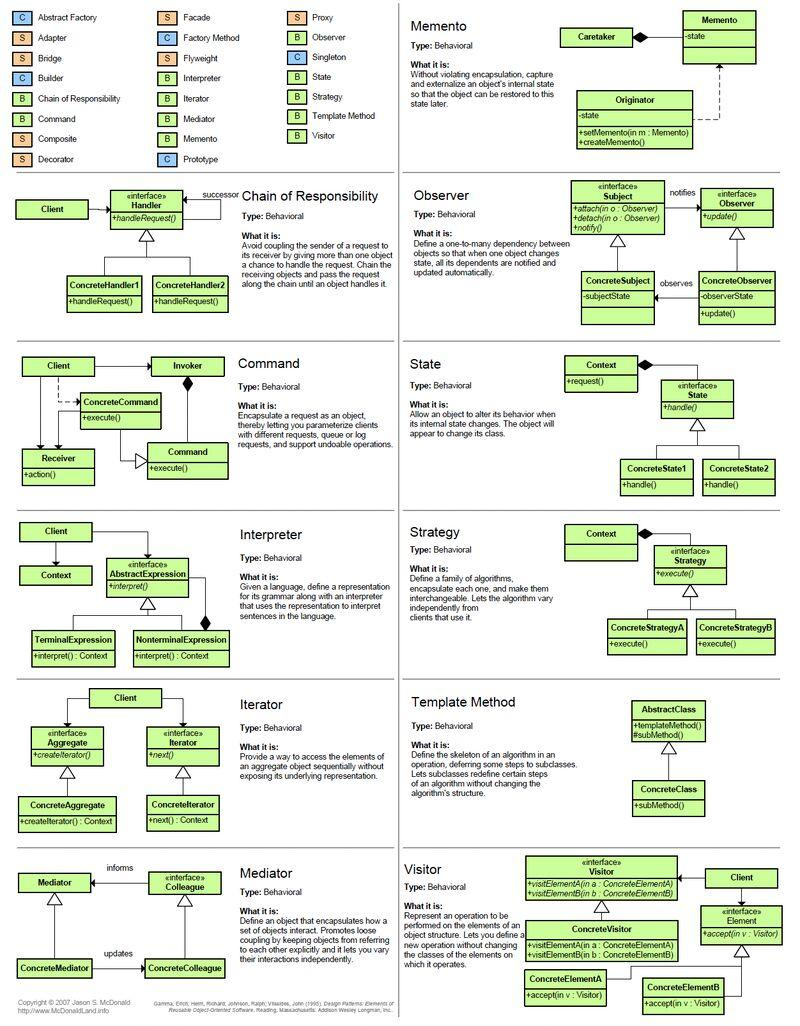 C Abstract Factory
S Adapter
S Bridge
C Builder
B Chain of Responsibility
B Command
S Composite
S Decorator
S Facade
C Factory Method
S Flyweight
B Interpreter
B Iterator
B Mediator
B Memento
C Prototype
S Proxy
B Observer
C Singleton
B State
B Strategy
B Template Method
B Visitor
Memento
Type: Behavioral
What it is:
Without violating encapsulation, capture
and externalize an object's internal state
so that the object can be restored to this
state later.
Caretaker
Memento
-state
Originator
-state
+setMemento(in m : Memento)
+createMemento()
Client
«interface»
Handler
+handleRequest()
successor
ConcreteHandler1
+handleRequest()
ConcreteHandler2
+handleRequest()
Chain of Responsibility
Type: Behavioral
What it is:
Avoid coupling the sender of a request to
its receiver by giving more than one object
a chance to handle the request. Chain the
receiving objects and pass the request
along the chain until an object handles it.
Observer
Type: Behavioral
What it is:
Define a one-to-many dependency between
objects so that when one object changes
state, all its dependents are notified and
updated automatically.
«interface»
Subject
+attach(in o : Observer)
+detach(in o : Observer)
+notify()
notifies
«interface»
Observer
+update()
ConcreteSubject
-subjectState
observes
ConcreteObserver
-observerState
+update()
Client
Invoker
ConcreteCommand
+execute()
Receiver
+action()
Command
+execute()
Command
Type: Behavioral
What it is:
Encapsulate a request as an object,
thereby letting you parameterize clients
with different requests, queue or log
requests, and support undoable operations.
State
Type: Behavioral
What it is:
Allow an object to alter its behavior when
its internal state changes. The object will
appear to change its class.
Context
+request()
«interface»
State
+handle()
ConcreteState1
+handle()
ConcreteState2
+handle()
Client
Context
«interface»
AbstractExpression
+interpret()
TerminalExpression
+interpret() : Context
NonterminalExpression
+interpret() : Context
Interpreter
Type: Behavioral
What it is:
Given a language, define a representation
for its grammar along with an interpreter
that uses the representation to interpret
sentences in the language.
Strategy
Type: Behavioral
What it is:
Define a family of algorithms,
encapsulate each one, and make them
interchangeable. Lets the algorithm vary
independently from
clients that use it.
Context
«interface»
Strategy
+execute()
ConcreteStrategyA
+execute()
ConcreteStrategyB
+execute()
Client
«interface»
Aggregate
+createIterator()
«interface»
Iterator
+next()
ConcreteAggregate
+createIterator() : Context
ConcreteIterator
+next() : Context
Iterator
Type: Behavioral
What it is:
Provide a way to access the elements of
an aggregate object sequentially without
exposing its underlying representation.
Template Method
Type: Behavioral
What it is:
Define the skeleton of an algorithm in an
operation, deferring some steps to subclasses.
Lets subclasses redefine certain steps
of an algorithm without changing the
algorithm's structure.
AbstractClass
+templateMethod()
#subMethod()
ConcreteClass
+subMethod()
Mediator
informs
«interface»
Colleague
ConcreteMediator
updates
ConcreteColleague
Mediator
Type: Behavioral
What it is:
Define an object that encapsulates how a
set of objects interact. Promotes loose
coupling by keeping objects from referring
to each other explicitly and it lets you vary
their interactions independently.
Visitor
Type: Behavioral
What it is:
Represent an operation to be
performed on the elements of an
object structure. Lets you define a
new operation without changing
the classes of the elements on
which it operates.
«interface»
Visitor
+visitElementA(in a : ConcreteElementA)
+visitElementB(in b : ConcreteElementB)
Client
ConcreteVisitor
+visitElementA(in a : ConcreteElementA)
+visitElementB(in b : ConcreteElementB)
«interface»
Element
+accept(in v : Visitor)
ConcreteElementA
+accept(in v : Visitor)
ConcreteElementB
+accept(in v : Visitor)
Copyright © 2007 Jason S. McDonald
http://www.McDonaldLand.info
Gamma, Erich; Helm, Richard; Johnson, Ralph; Vlissides, John (1995). Design Patterns: Elements of
Reusable Object-Oriented Software. Reading, Massachusetts: Addison Wesley Longman, Inc.